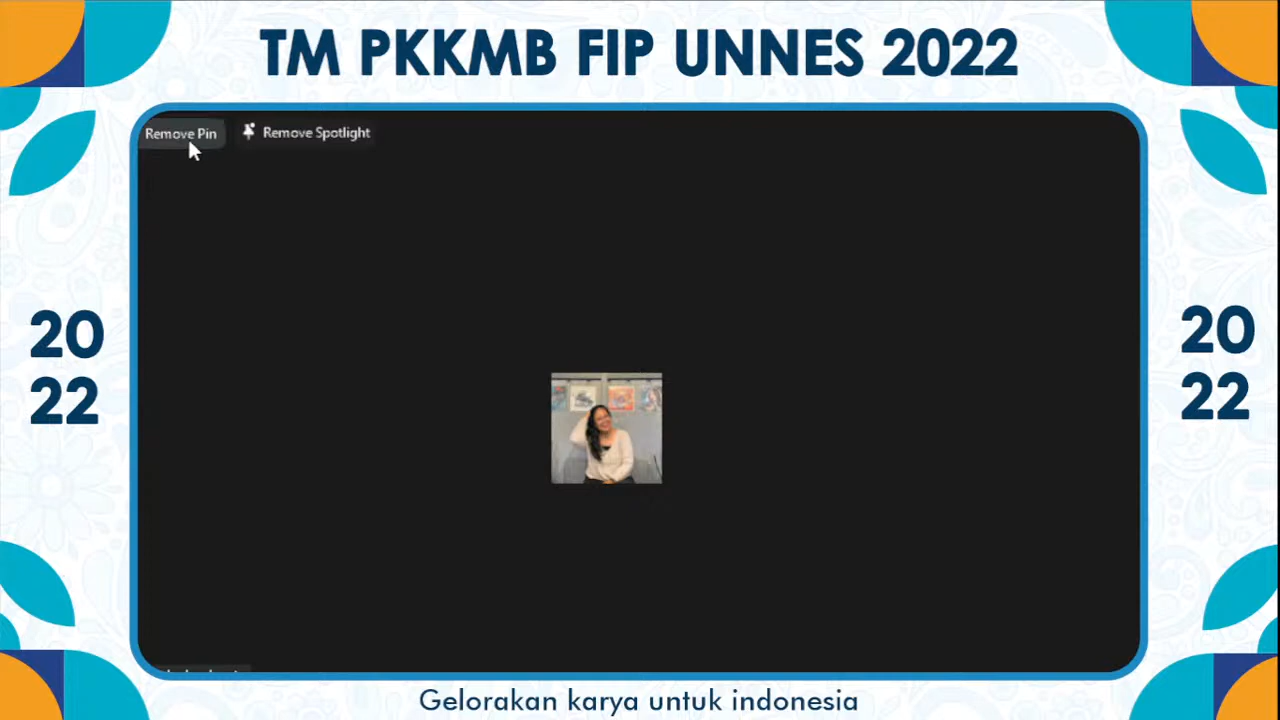 TM PKKMB FIP UNNES 2022
Remove Pin Remove Spotlight
20
22
20
22
Gelorakan karya untuk indonesia